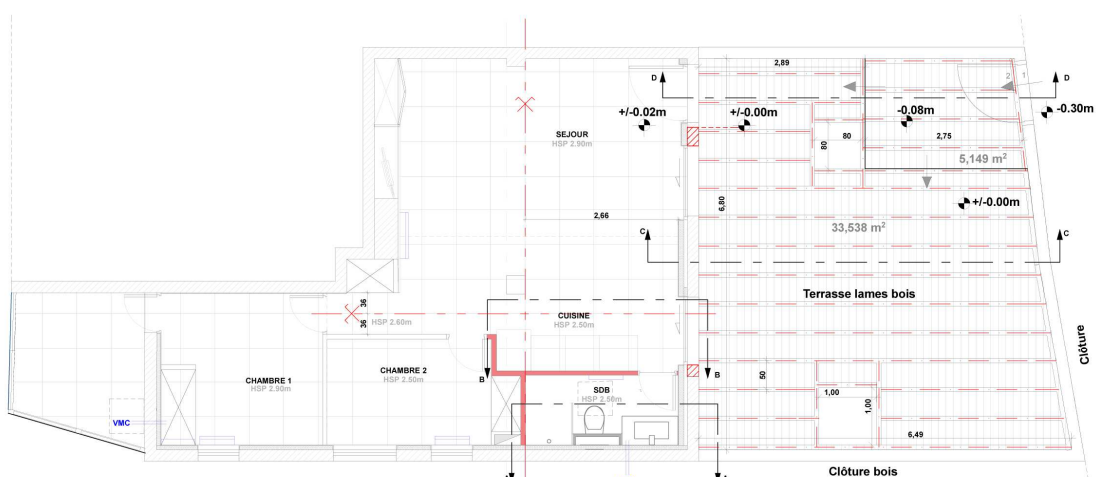 2,89
2
1
D
D
+/-0.02m
+/-0.00m
-0.08m
-0.30m
SEJOUR
HSP 2.90m
80
80
2,75
5,149 m²
6,80
+/-0.00m
2,66
33,538 m²
C
C
36
36
HSP 2.60m
CUISINE
HSP 2.50m
Terrasse lames bois
Clôture
CHAMBRE 1
HSP 2.90m
CHAMBRE 2
HSP 2.50m
B
B
50
SDB
HSP 2.50m
1,00
1,00
VMC
6,49
Clôture bois